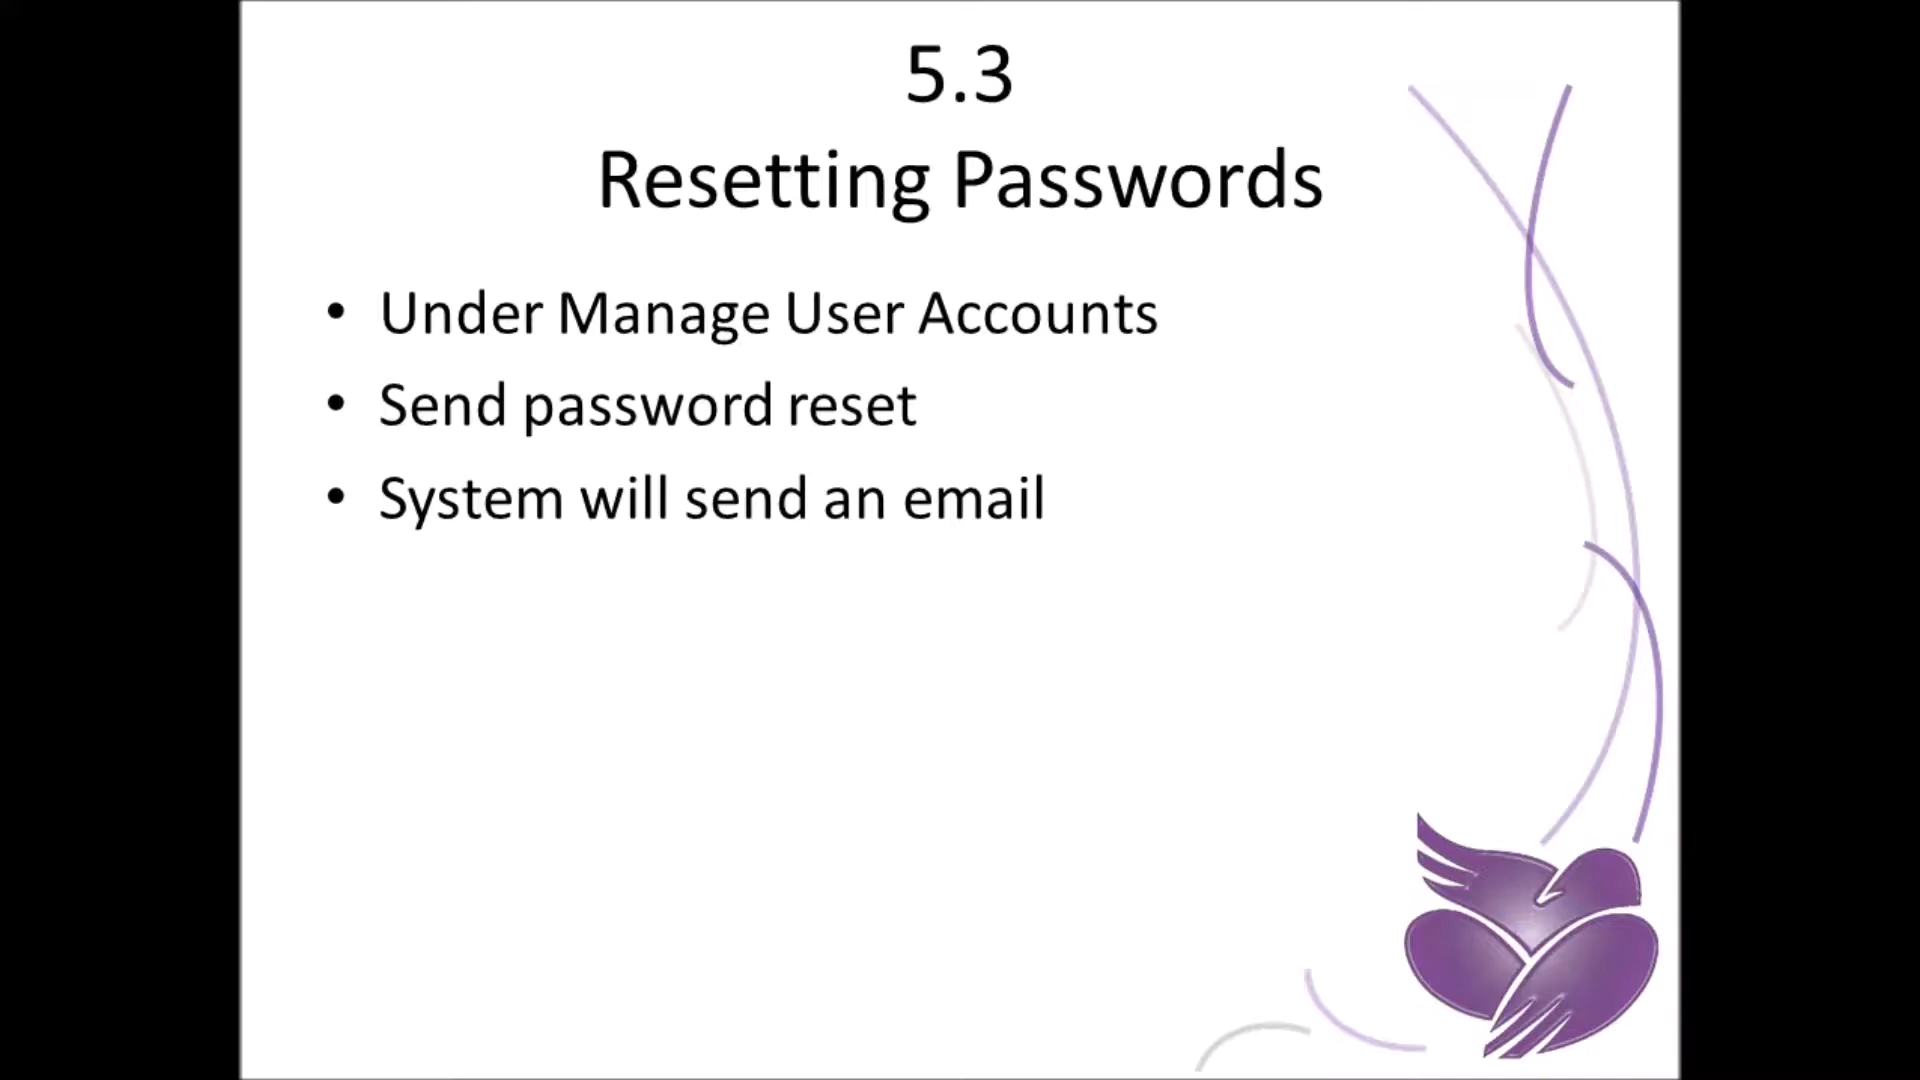 5.3
Resetting Passwords
• Under Manage User Accounts
• Send password reset
• System will send an email